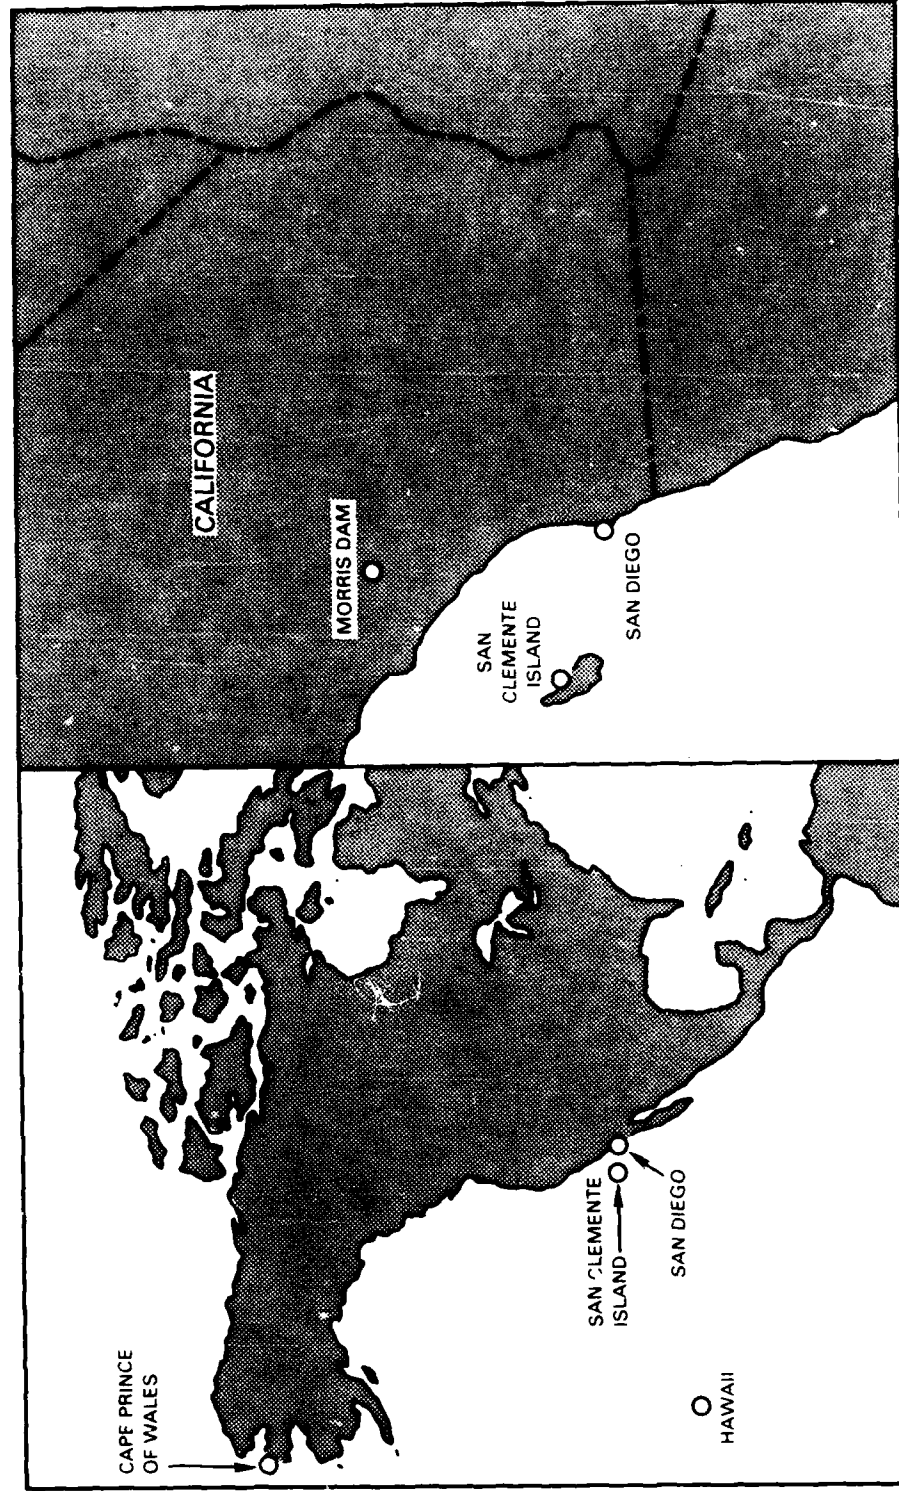 CAPE PRINCE
OF WALES
SAN CLEMENTE
ISLAND
SAN DIEGO
HAWAII
CALIFORNIA
MORRIS DAM
SAN
CLEMENTE
ISLAND
SAN DIEGO